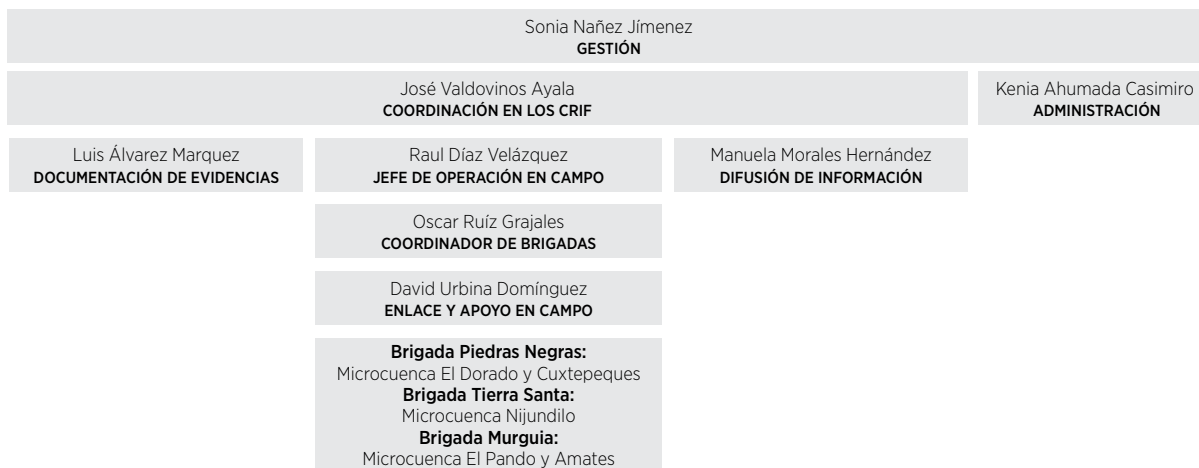 Sonia Nañez Jímenez
GESTIÓN
José Valdovinos Ayala
COORDINACIÓN EN LOS CRIF
Kenia Ahumada Casimiro
ADMINISTRACIÓN
Luis Álvarez Marquez
DOCUMENTACIÓN DE EVIDENCIAS
Raul Díaz Velázquez
JEFE DE OPERACIÓN EN CAMPO
Manuela Morales Hernández
DIFUSIÓN DE INFORMACIÓN
Oscar Ruíz Grajales
COORDINADOR DE BRIGADAS
David Urbina Domínguez
ENLACE Y APOYO EN CAMPO
Brigada Piedras Negras:
Microcuenca El Dorado y Cuxtepeques
Brigada Tierra Santa:
Microcuenca Nijundilo
Brigada Murguia:
Microcuenca El Pando y Amates